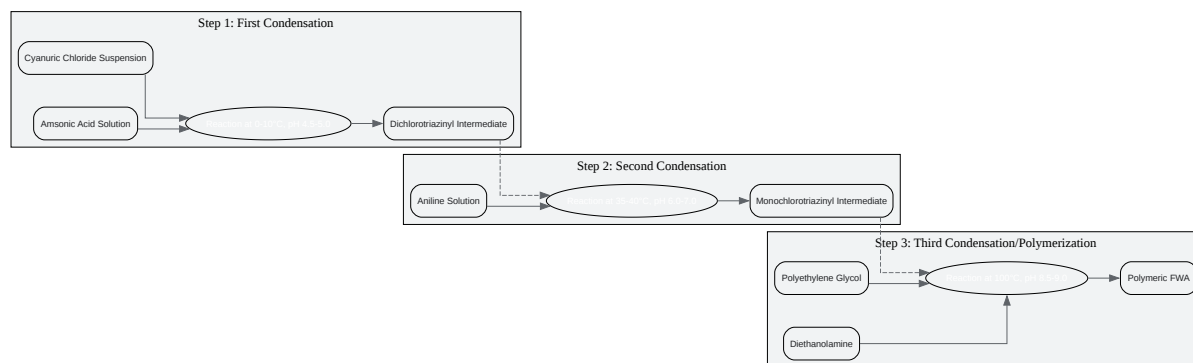 Step 1: First Condensation
Cyanuric Chloride Suspension
Amsonic Acid Solution
Dichlorotriazinyl Intermediate
Step 2: Second Condensation
Aniline Solution
Monochlorotriazinyl Intermediate
Step 3: Third Condensation/Polymerization
Polyethylene Glycol
Polymeric FWA
Diethanolamine